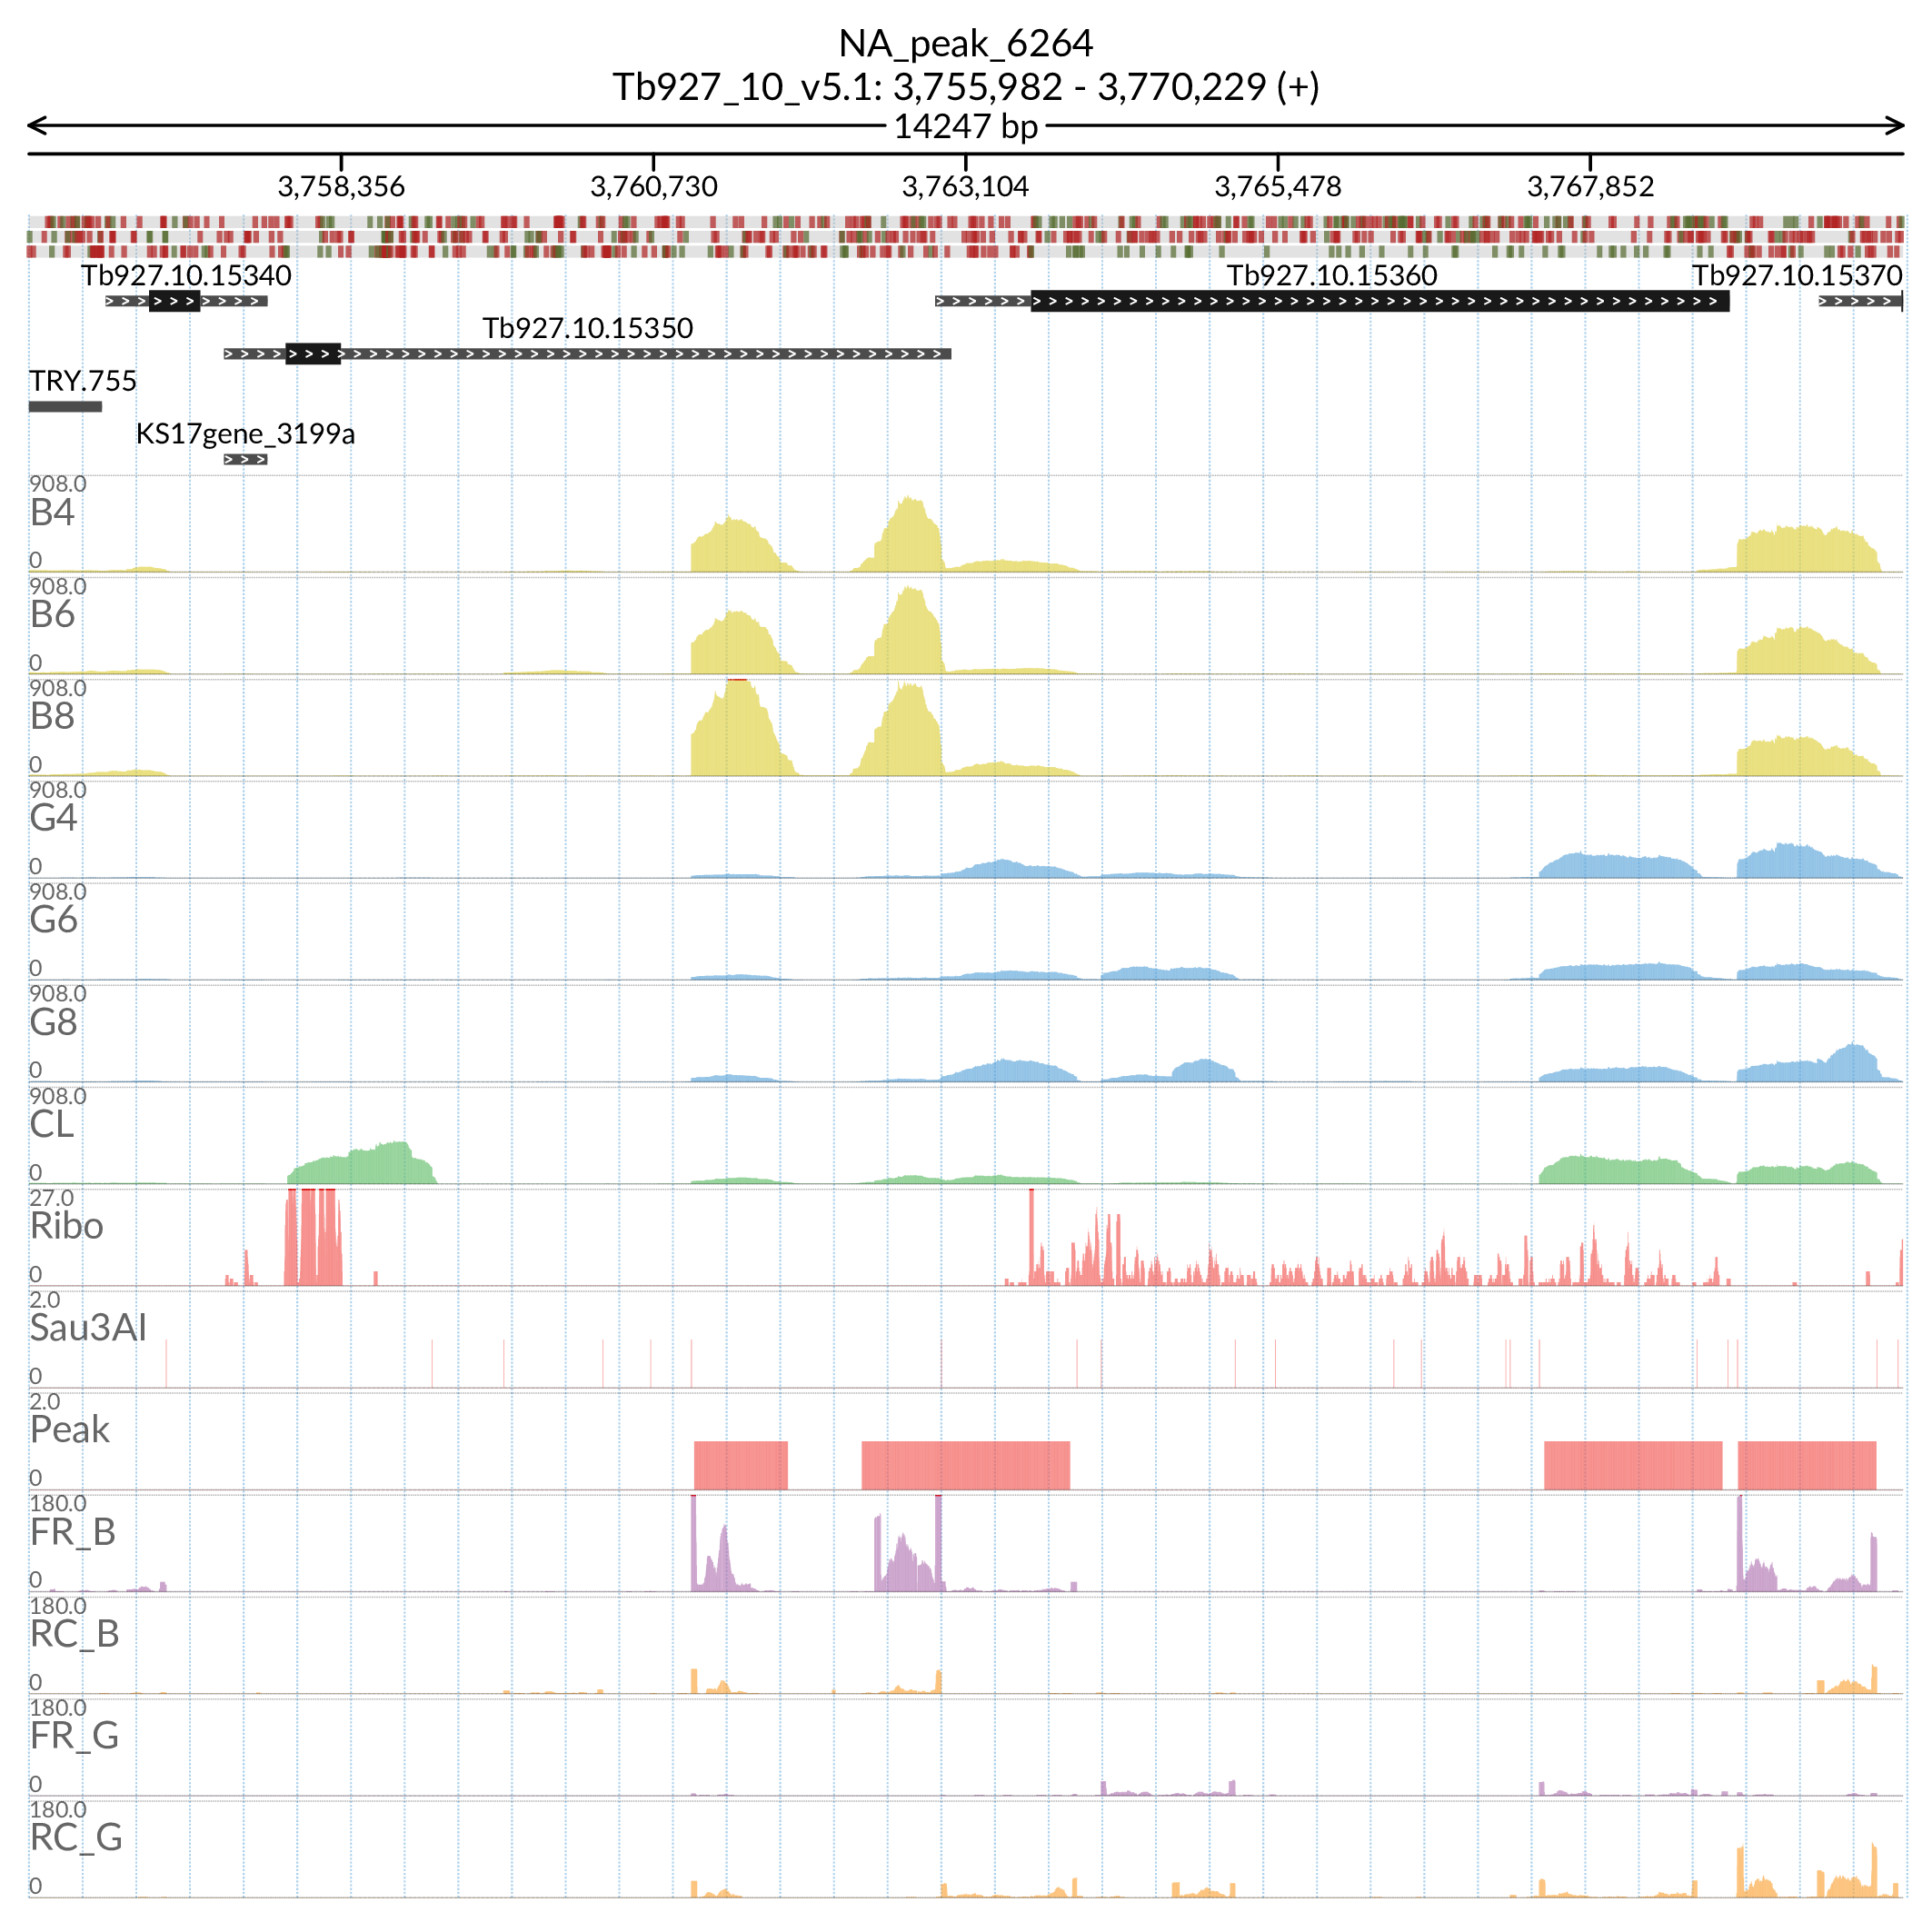 NA_peak_6264
Tb927_10_v5.1: 3,755,982 - 3,770,229 (+)
14247 bp
3,758,356 3,760,730 3,763,104 3,765,478 3,767,852
Tb927.10.15340 Tb927.10.15360 Tb927.10.15370
Tb927.10.15350
TRY.755
KS17gene_3199a
908.0
B4
0
908.0
B6
0
908.0
B8
0
908.0
G4
0
908.0
G6
0
908.0
G8
0
908.0
CL
0
27.0
Ribo
0
2.0
Sau3AI
0
2.0
Peak
0
180.0
FR_B
0
180.0
RC_B
0
180.0
FR_G
0
180.0
RC_G
0